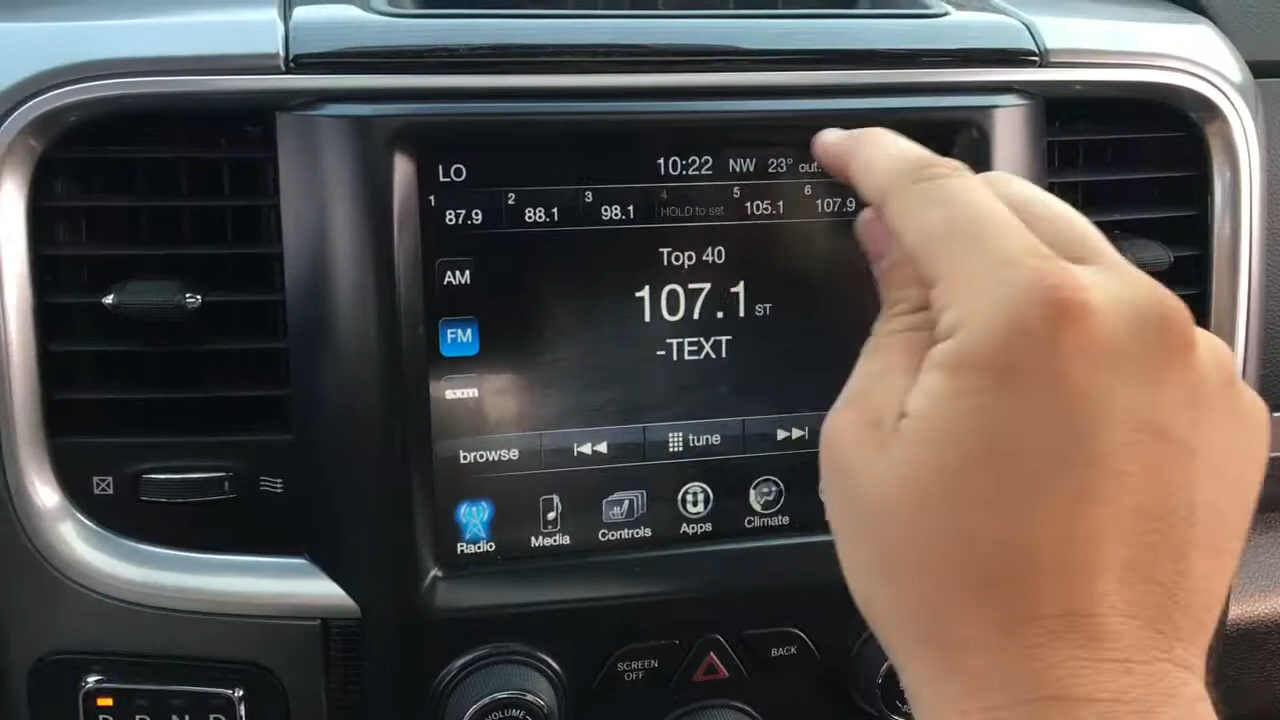 LO 10:22 NW 23° out.
1 87.9 2 88.1 3 98.1 4 HOLD to set 5 105.1 6 107.9
Top 40
AM
107.1 ST
FM
-TEXT
sxm
browse tune
Radio Media Controls Apps Climate
SCREEN OFF
BACK
VOLUME